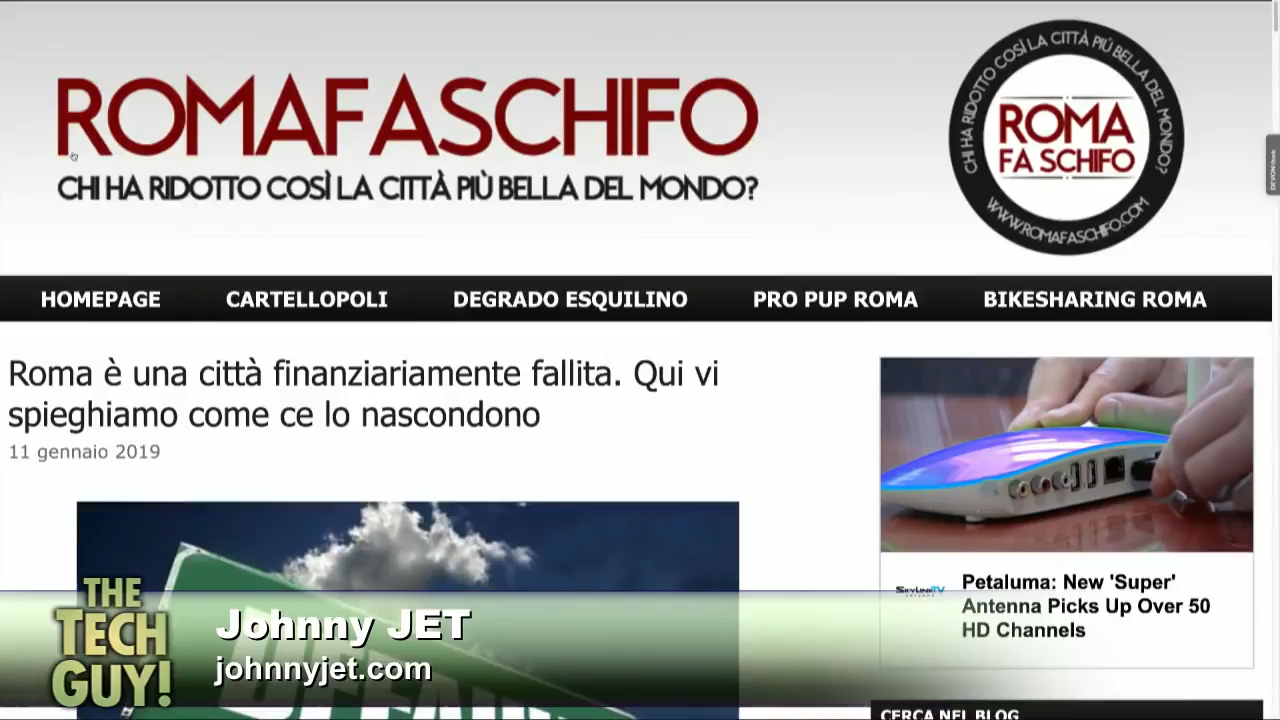 ROMAFASCHIFO
CHI HA RIDOTTO COSÌ LA CITTÀ PIÙ BELLA DEL MONDO?
CHI HA RIDOTTO COSÌ LA CITTÀ PIÙ BELLA DEL MONDO?
ROMA
FA SCHIFO
WWW.ROMAFASCHIFO.COM
HOMEPAGE
CARTELLOPOLI
DEGRADO ESQUILINO
PRO PUP ROMA
BIKESHARING ROMA
Roma è una città finanziariamente fallita. Qui vi
spieghiamo come ce lo nascondono
11 gennaio 2019
SKYLINKTV
Petaluma: New 'Super'
Antenna Picks Up Over 50
HD Channels
CERCA NEL BLOG
THE
TECH
GUY!
Johnny JET
johnnyjet.com